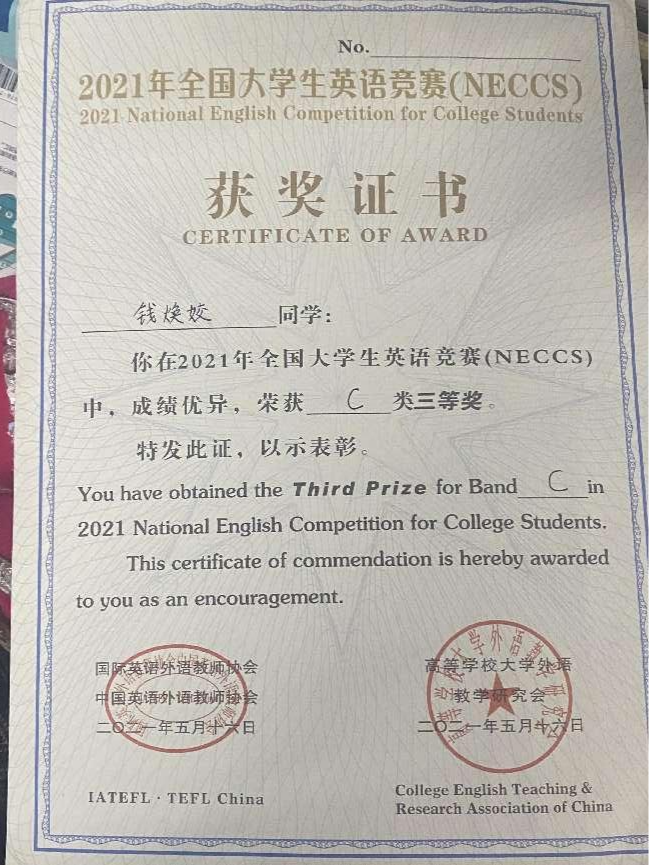 No.
2021年全国大学生英语竞赛(NECCS)
2021 National English Competition for College Students
获奖证书
CERTIFICATE OF AWARD
钱焕姣 同学:
你在2021年全国大学生英语竞赛(NECCS)
中，成绩优异，荣获 C 类三等奖。
特发此证，以示表彰。
You have obtained the Third Prize for Band C in
2021 National English Competition for College Students.
This certificate of commendation is hereby awarded
to you as an encouragement.
国际英语外语教师协会
中国英语外语教师协会
二〇二一年五月十六日
高等学校大学外语
教学研究会
二〇二一年五月十六日
IATEFL · TEFL China
College English Teaching &
Research Association of China